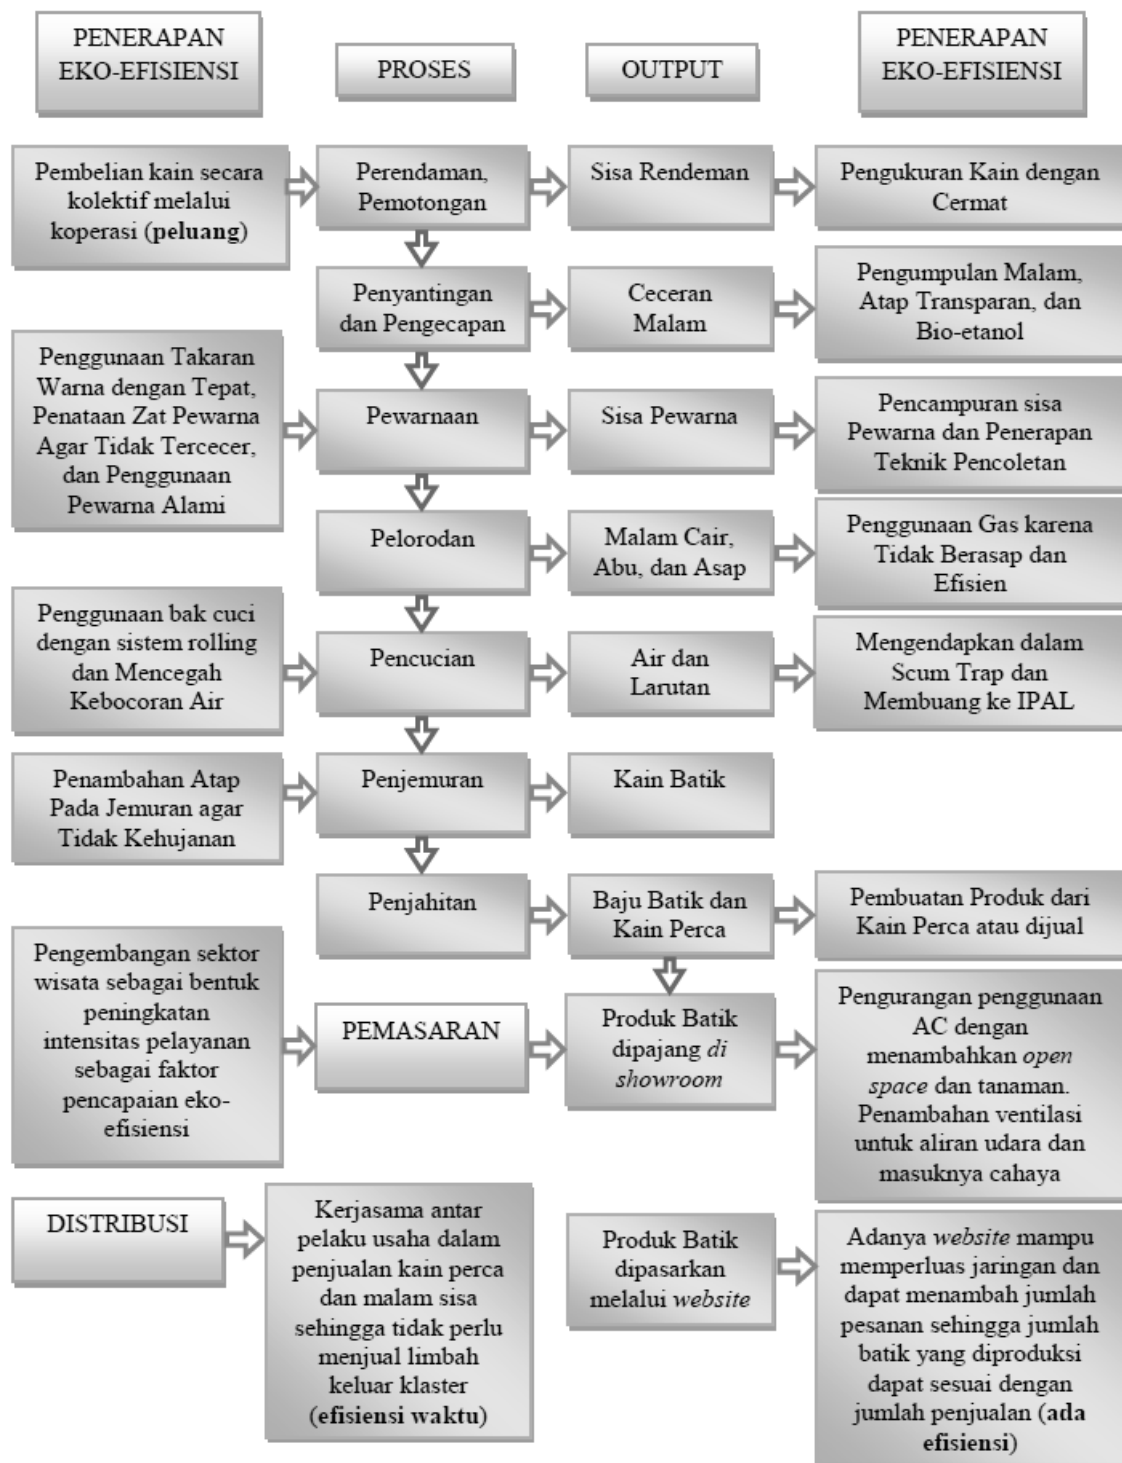 PENERAPAN
EKO-EFISIENSI
PROSES
OUTPUT
PENERAPAN
EKO-EFISIENSI
Pembelian kain secara
kolektif melalui
koperasi (peluang)
Perendaman,
Pemotongan
Sisa Rendeman
Pengukuran Kain dengan
Cermat
Penyantingan
dan Pengecapan
Ceceran
Malam
Pengumpulan Malam,
Atap Transparan, dan
Bio-etanol
Penggunaan Takaran
Warna dengan Tepat,
Penataan Zat Pewarna
Agar Tidak Tercecer,
dan Penggunaan
Pewarna Alami
Pewarnaan
Sisa Pewarna
Pencampuran sisa
Pewarna dan Penerapan
Teknik Pencoletan
Pelorodan
Malam Cair,
Abu, dan Asap
Penggunaan Gas karena
Tidak Berasap dan
Efisien
Penggunaan bak cuci
dengan sistem rolling
dan Mencegah
Kebocoran Air
Pencucian
Air dan
Larutan
Mengendapkan dalam
Scum Trap dan
Membuang ke IPAL
Penambahan Atap
Pada Jemuran agar
Tidak Kehujanan
Penjemuran
Kain Batik
Penjahitan
Baju Batik dan
Kain Perca
Pembuatan Produk dari
Kain Perca atau dijual
Pengembangan sektor
wisata sebagai bentuk
peningkatan
intensitas pelayanan
sebagai faktor
pencapaian eko-
efisiensi
PEMASARAN
Produk Batik
dipajang di
showroom
Pengurangan penggunaan
AC dengan
menambahkan open
space dan tanaman.
Penambahan ventilasi
untuk aliran udara dan
masuknya cahaya
DISTRIBUSI
Kerjasama antar
pelaku usaha dalam
penjualan kain perca
dan malam sisa
sehingga tidak perlu
menjual limbah
keluar klaster
(efisiensi waktu)
Produk Batik
dipasarkan
melalui website
Adanya website mampu
memperluas jaringan dan
dapat menambah jumlah
pesanan sehingga jumlah
batik yang diproduksi
dapat sesuai dengan
jumlah penjualan (ada
efisiensi)